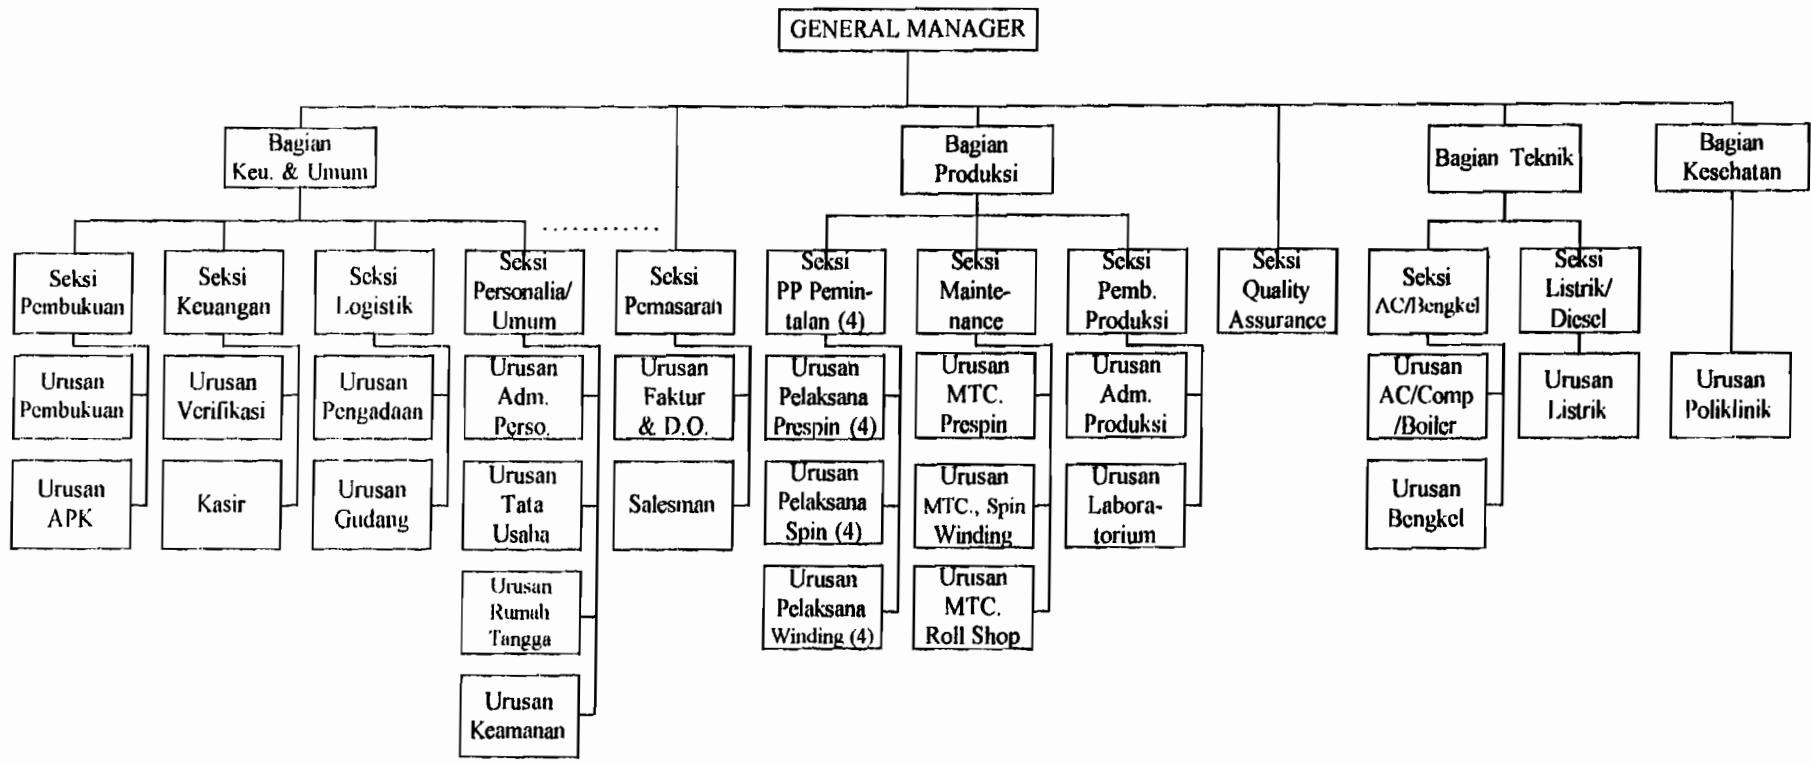 GENERAL MANAGER
Bagian
Keu. & Umum
Bagian
Produksi
Bagian Teknik
Bagian
Kesehatan
Seksi
Pembukuan
Seksi
Keuangan
Seksi
Logistik
Seksi
Personalia/
Umum
Seksi
Pemasaran
Seksi
PP Pemin-
talan (4)
Seksi
Mainte-
nance
Seksi
Pemb.
Produksi
Seksi
Quality
Assurance
Seksi
AC/Bengkel
Seksi
Listrik/
Diesel
Urusan
Pembukuan
Urusan
Verifikasi
Urusan
Pengadaan
Urusan
Adm.
Perso.
Urusan
Faktur
& D.O.
Urusan
Pelaksana
Prespin (4)
Urusan
MTC.
Prespin
Urusan
Adm.
Produksi
Urusan
AC/Comp
/Boiler
Urusan
Listrik
Urusan
Poliklinik
Urusan
APK
Kasir
Urusan
Gudang
Urusan
Tata
Usaha
Salesman
Urusan
Pelaksana
Spin (4)
Urusan
MTC., Spin
Winding
Urusan
Labora-
torium
Urusan
Bengkel
Urusan
Rumah
Tangga
Urusan
Pelaksana
Winding (4)
Urusan
MTC.
Roll Shop
Urusan
Keamanan